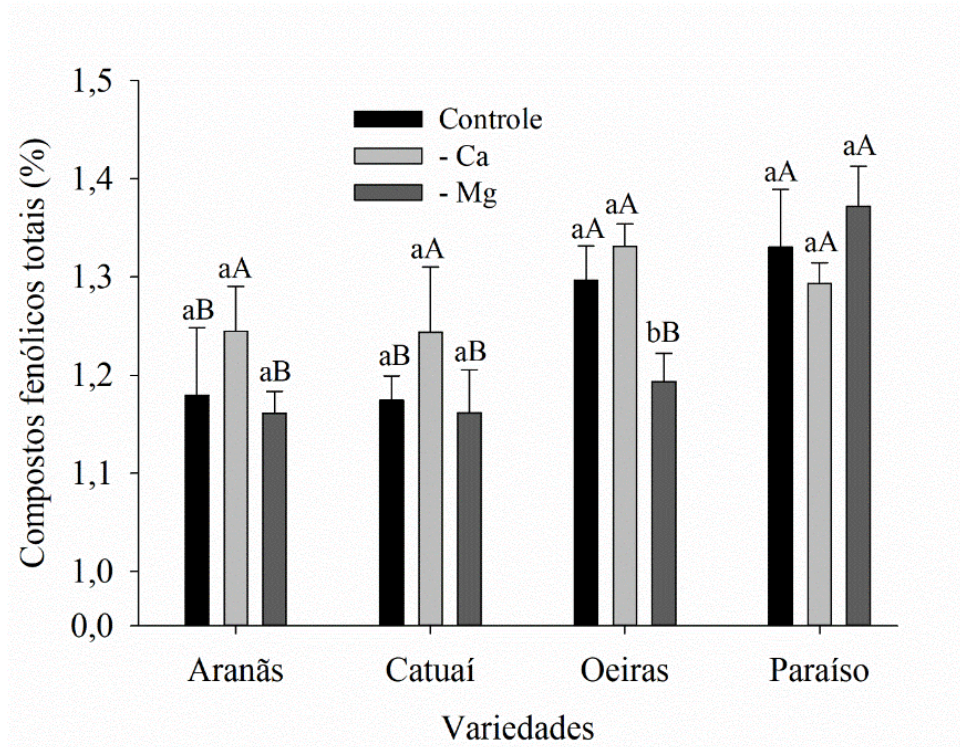 Compostos fenólicos totais (%)
1,5
1,4
1,3
1,2
1,1
1,0
0,0
Controle
- Ca
- Mg
aB aA aB
aB aA aB
aA aA bB
aA aA aA
Aranãs Catuaí Oeiras Paraíso
Variedades